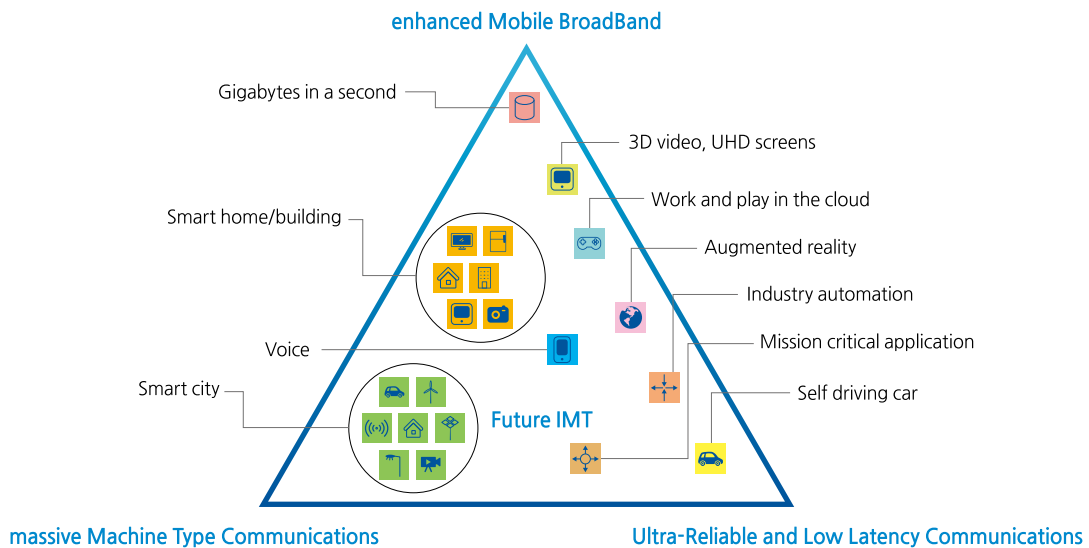 enhanced Mobile BroadBand
Gigabytes in a second
3D video, UHD screens
Work and play in the cloud
Smart home/building
Augmented reality
Industry automation
Mission critical application
Voice
Smart city
Self driving car
Future IMT
massive Machine Type Communications
Ultra-Reliable and Low Latency Communications